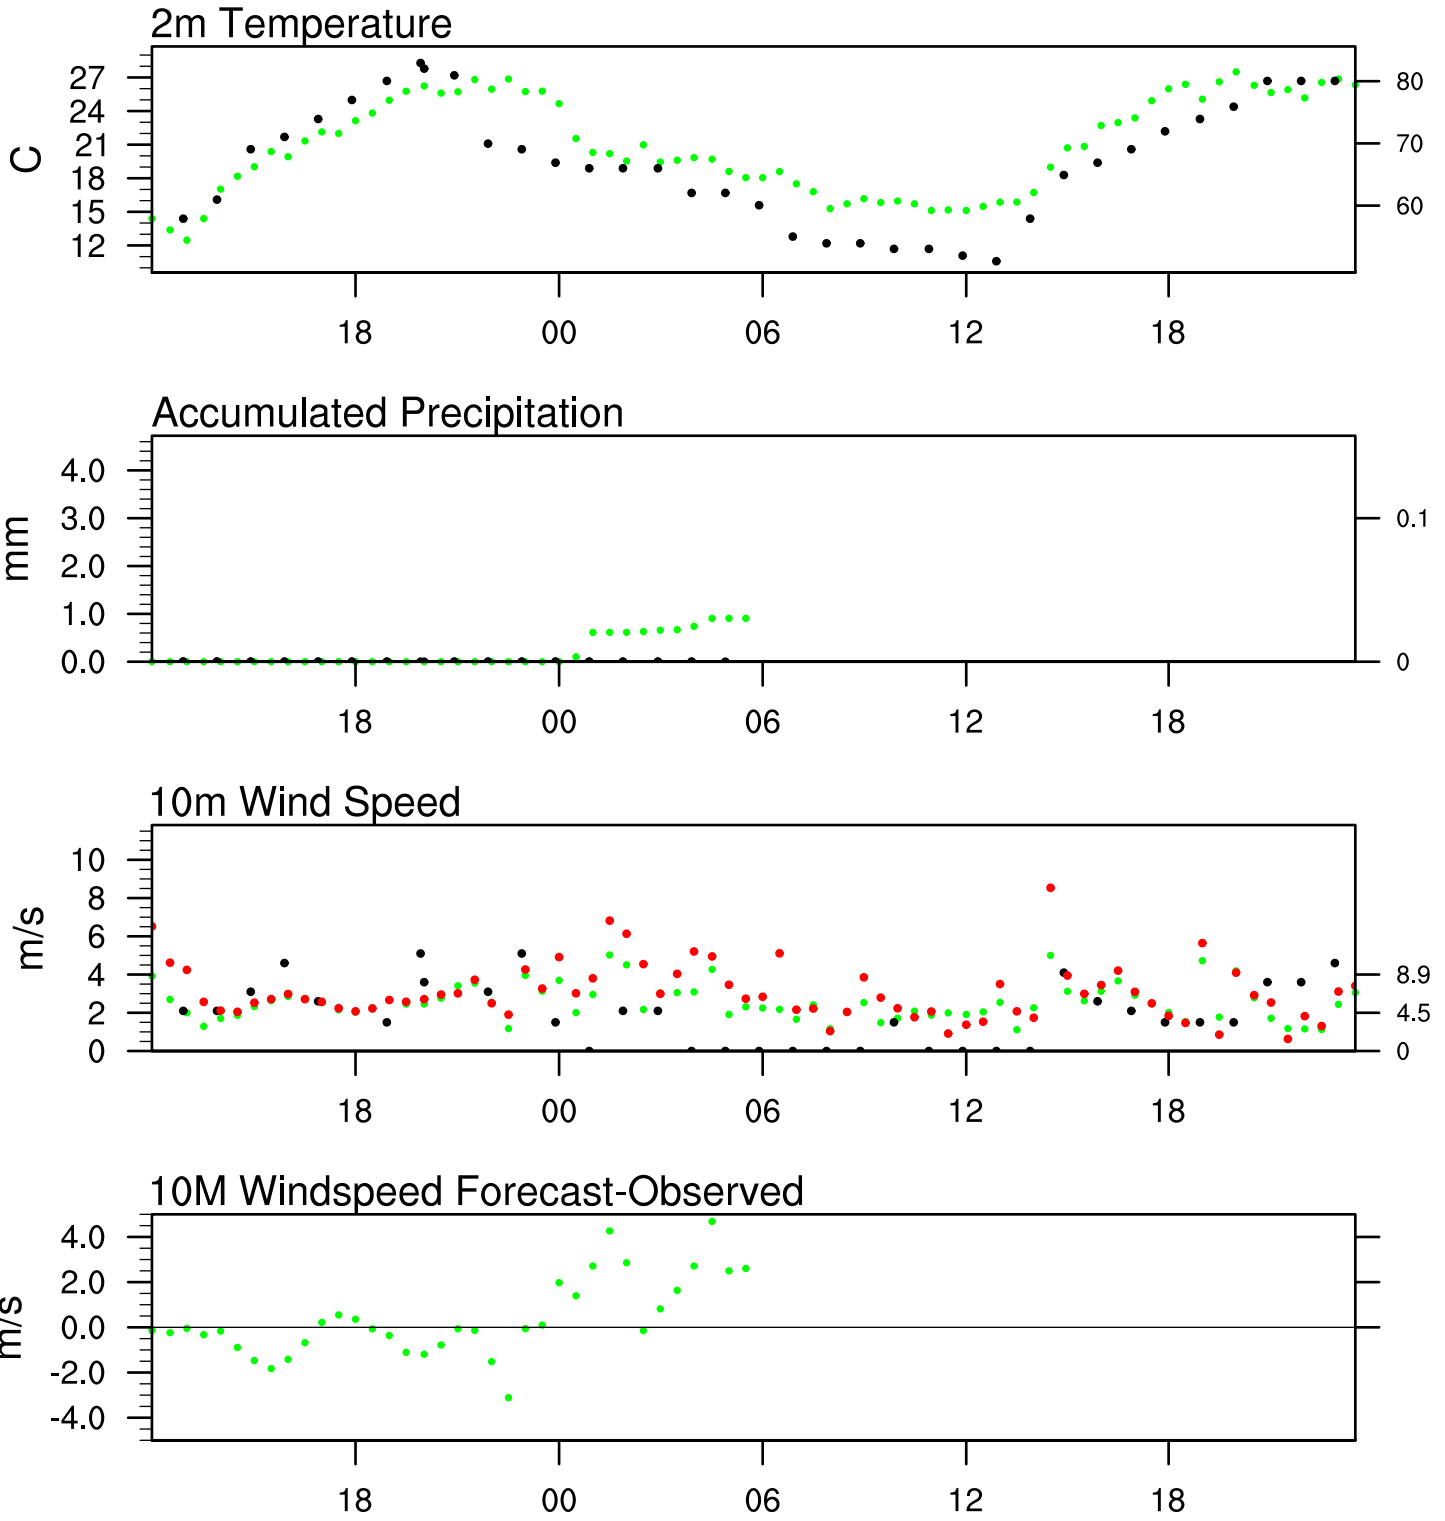 2m Temperature
C
27
24
21
18
15
12
80
70
60
18 00 06 12 18
Accumulated Precipitation
mm
4.0
3.0
2.0
1.0
0.0
0.1
0
18 00 06 12 18
10m Wind Speed
m/s
10
8
6
4
2
0
8.9
4.5
0
18 00 06 12 18
10M Windspeed Forecast-Observed
m/s
4.0
2.0
0.0
-2.0
-4.0
18 00 06 12 18